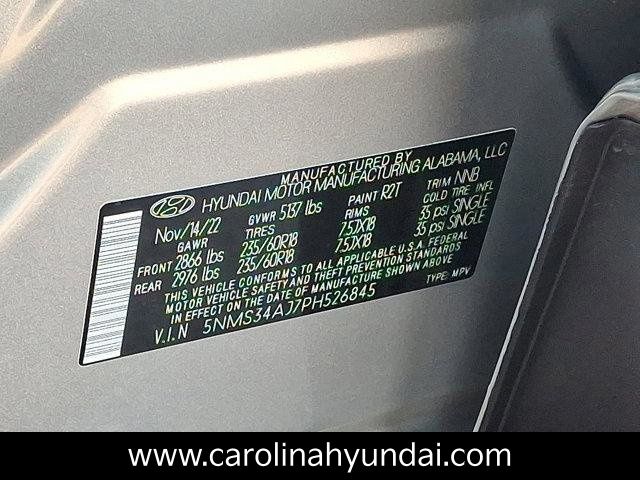 MANUFACTURED BY
HYUNDAI MOTOR MANUFACTURING ALABAMA, LLC
Nov/14/22 GVWR 5137 lbs PAINT R2T TRIM NNB
GAWR TIRES RIMS COLD TIRE INFL
FRONT 2866 lbs 235/60R18 7.5JX18 35 psi SINGLE
REAR 2976 lbs 235/60R18 7.5JX18 35 psi SINGLE
THIS VEHICLE CONFORMS TO ALL APPLICABLE U.S.A. FEDERAL
MOTOR VEHICLE SAFETY AND THEFT PREVENTION STANDARDS
IN EFFECT ON THE DATE OF MANUFACTURE SHOWN ABOVE
V.I.N 5NMS34AJ7PH526845 TYPE: MPV
www.carolinahyundai.com